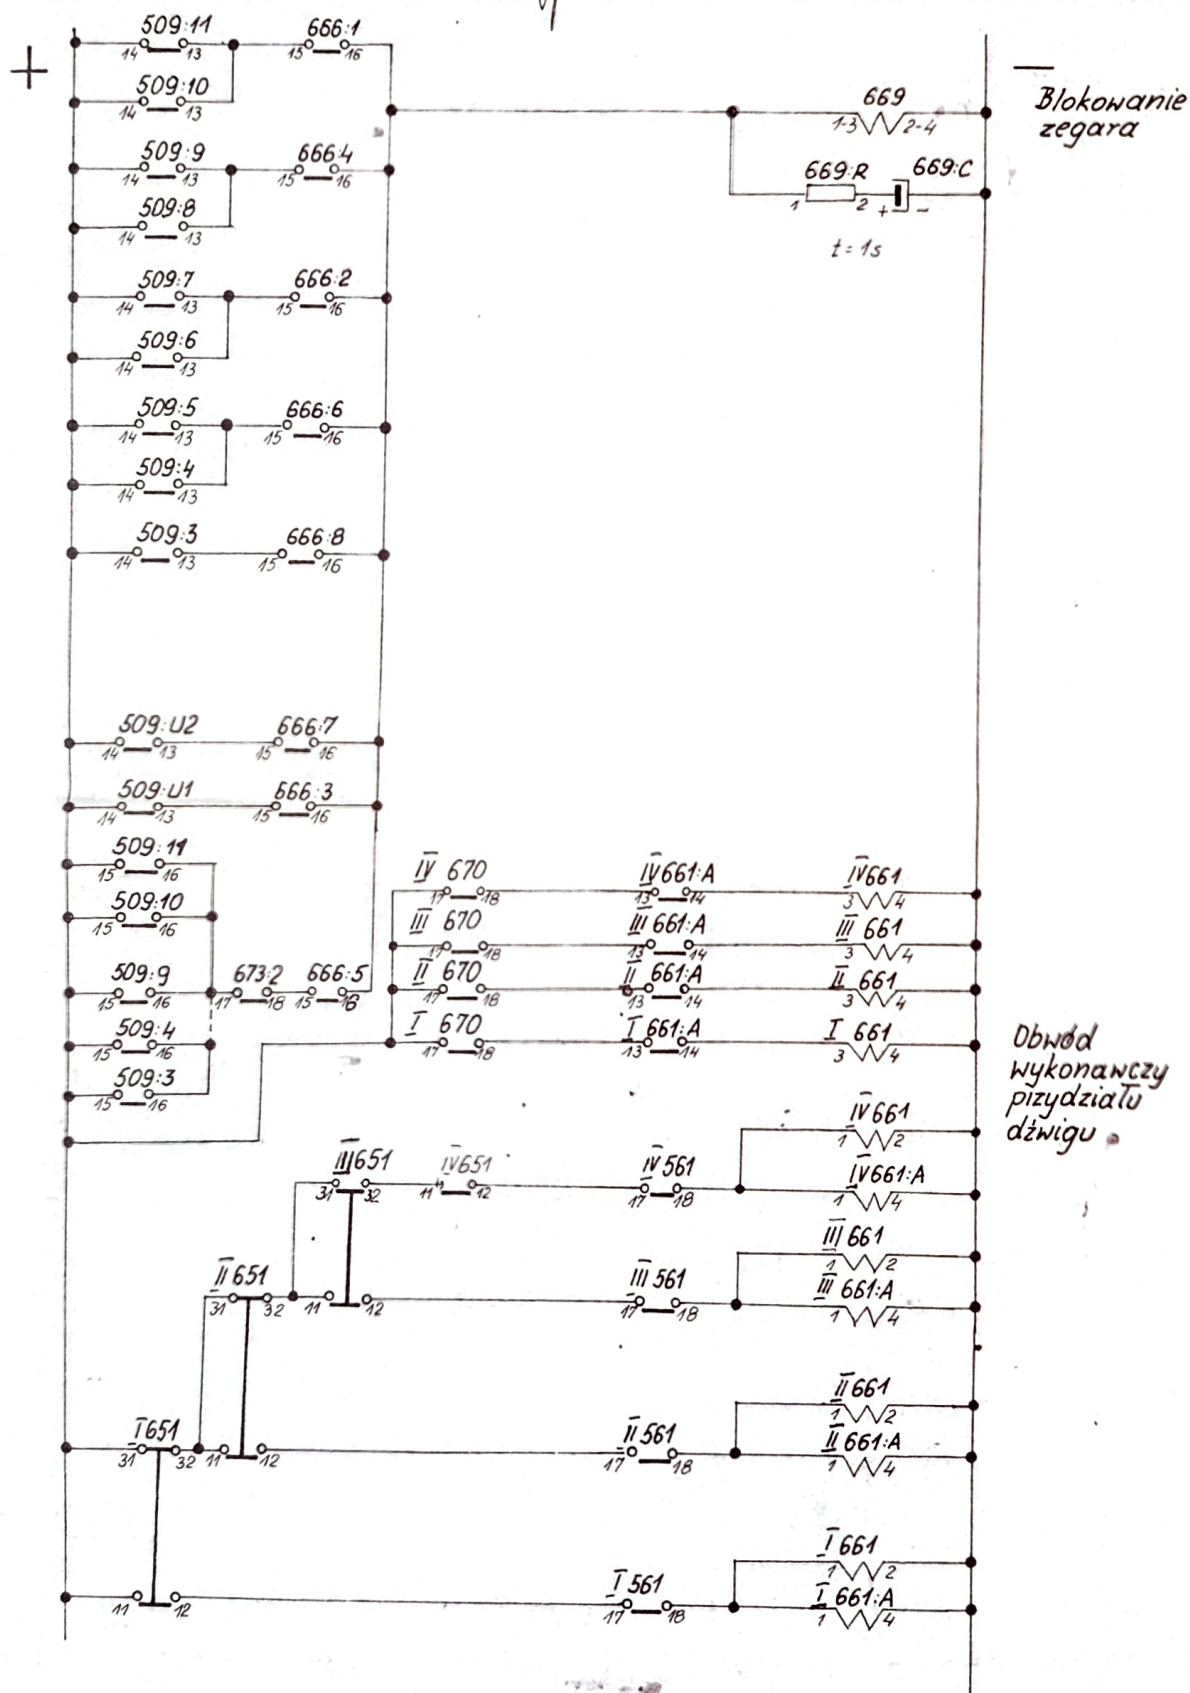 +
−
509:11 666:1
14 13 15 16
669
Blokowanie
zegara
1-3 2-4
509:10
14 13
509:9 666:4
14 13 15 16
669:R 669:C
1 2 + -
t=1s
509:8
14 13
509:7 666:2
14 13 15 16
509:6
14 13
509:5 666:6
14 13 15 16
509:4
14 13
509:3 666:8
14 13 15 16
509:U2 666:7
14 13 15 16
509:U1 666:3
14 13 15 16
509:11
15 16
IV 670 IV 661:A IV 661
17 18 13 14 3 4
509:10
15 16
III 670 III 661:A III 661
17 18 13 14 3 4
509:9 673:2 666:5
15 16 17 18 15 16
II 670 II 661:A II 661
17 18 13 14 3 4
509:4
15 16
I 670 I 661:A I 661
17 18 13 14 3 4
509:3
15 16
Obwód
wykonawczy
przydziału
dźwigu
IV 661
1 2
III 651 IV 651 IV 561 IV 661:A
31 32 11 12 17 18 1 4
III 661
1 2
II 651 III 561 III 661:A
31 32 11 12 17 18 1 4
II 661
1 2
I 651 II 561 II 661:A
31 32 11 12 17 18 1 4
I 661
1 2
I 561 I 661:A
11 12 17 18 1 4